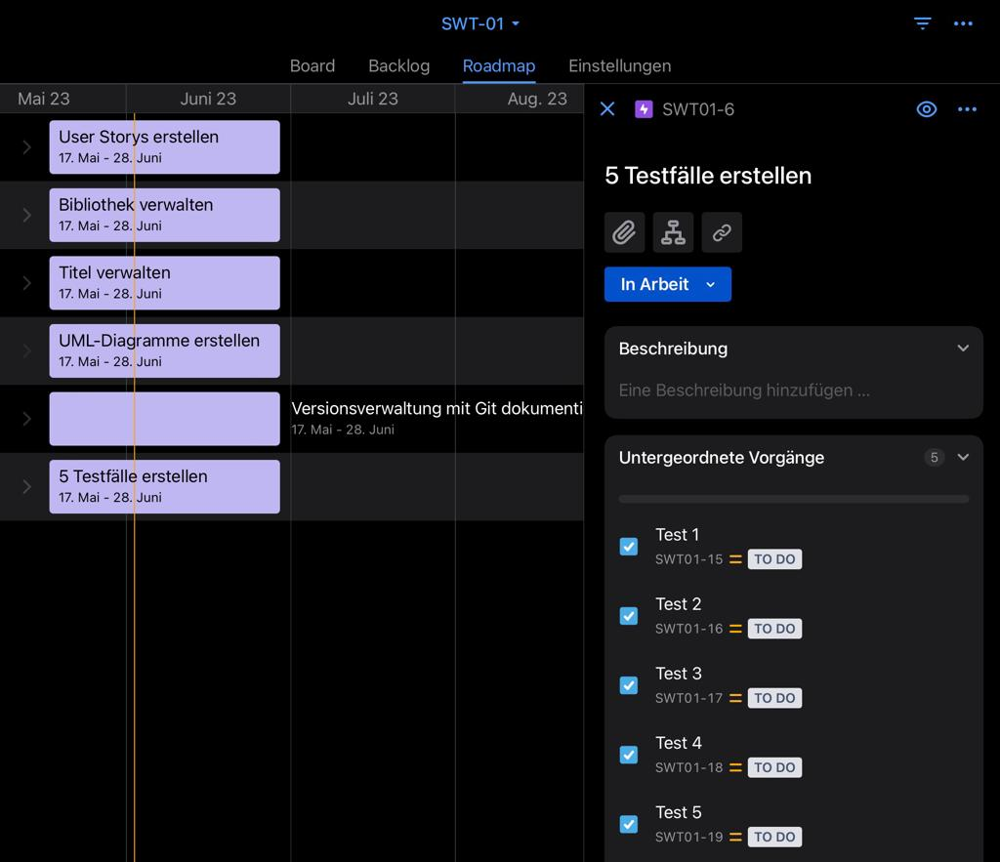 SWT-01
Board Backlog Roadmap Einstellungen
Mai 23 Juni 23 Juli 23 Aug. 23
User Storys erstellen
17. Mai - 28. Juni
Bibliothek verwalten
17. Mai - 28. Juni
Titel verwalten
17. Mai - 28. Juni
UML-Diagramme erstellen
17. Mai - 28. Juni
Versionsverwaltung mit Git dokumenti
17. Mai - 28. Juni
5 Testfälle erstellen
17. Mai - 28. Juni
SWT01-6
5 Testfälle erstellen
In Arbeit
Beschreibung
Eine Beschreibung hinzufügen ...
Untergeordnete Vorgänge 5
Test 1
SWT01-15 TO DO
Test 2
SWT01-16 TO DO
Test 3
SWT01-17 TO DO
Test 4
SWT01-18 TO DO
Test 5
SWT01-19 TO DO